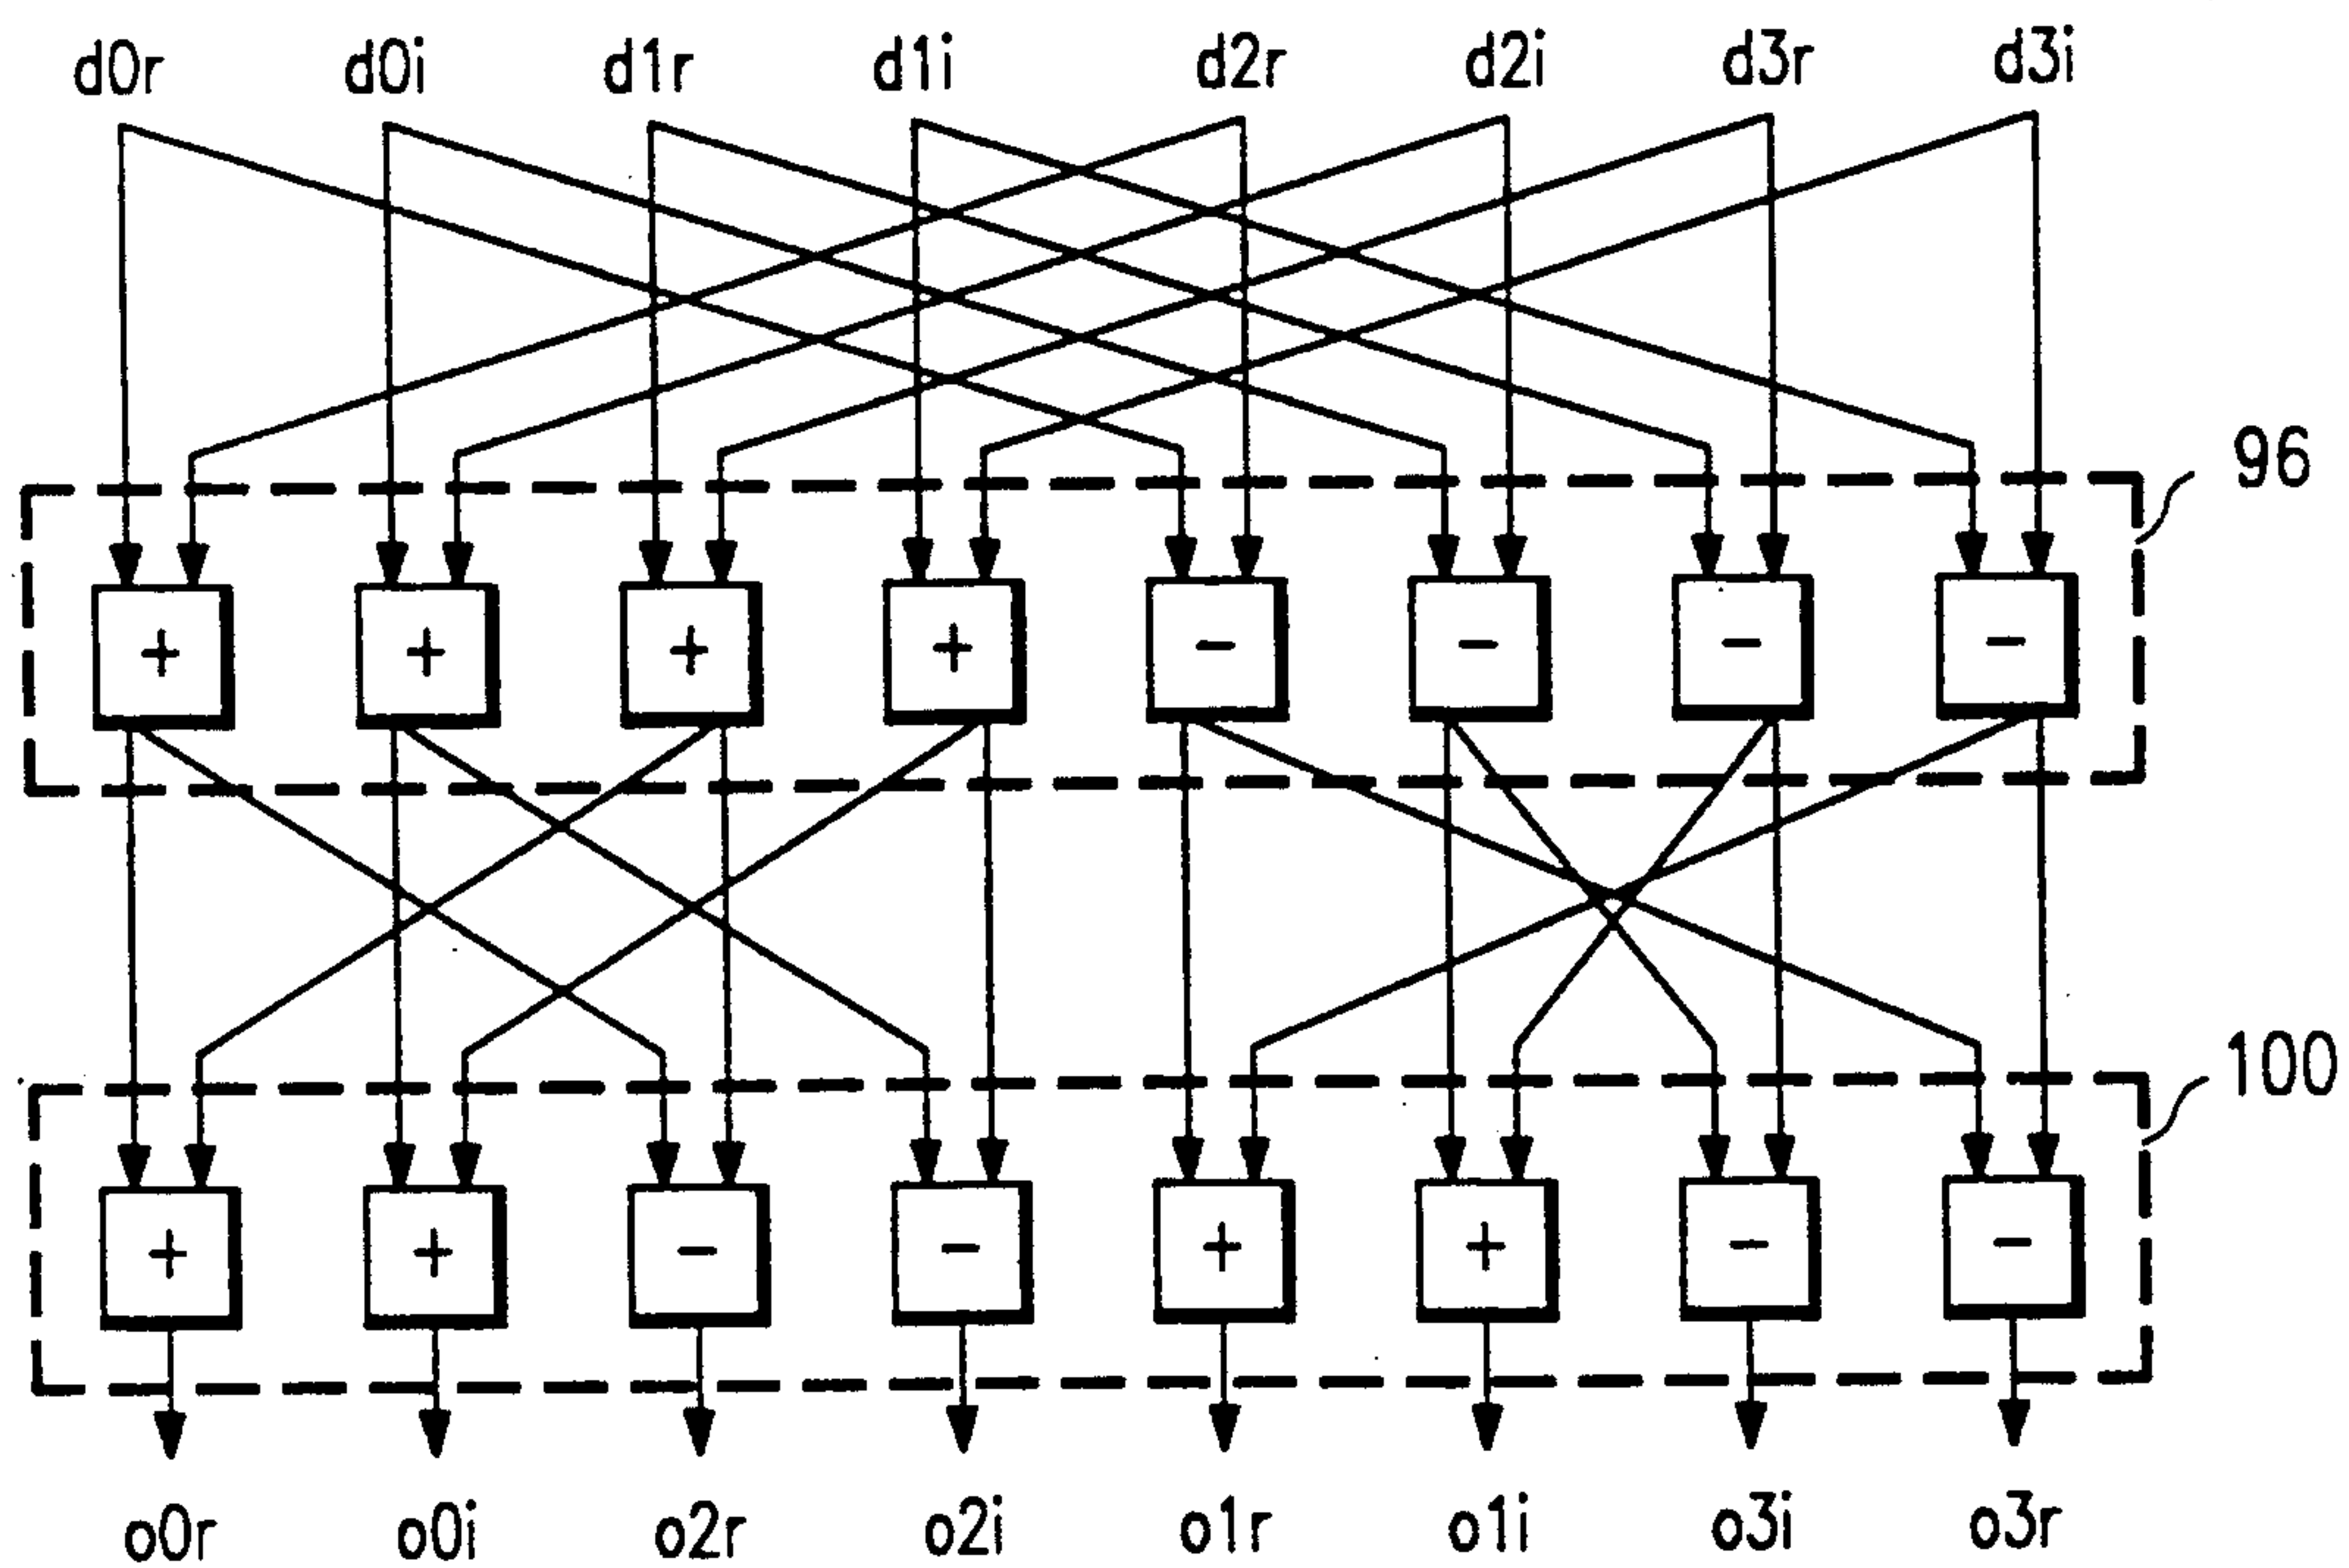 d0r d0i d1r d1i d2r d2i d3r d3i
96
+ + + + − − − −
100
+ + − − + + − −
o0r o0i o2r o2i o1r o1i o3i o3r